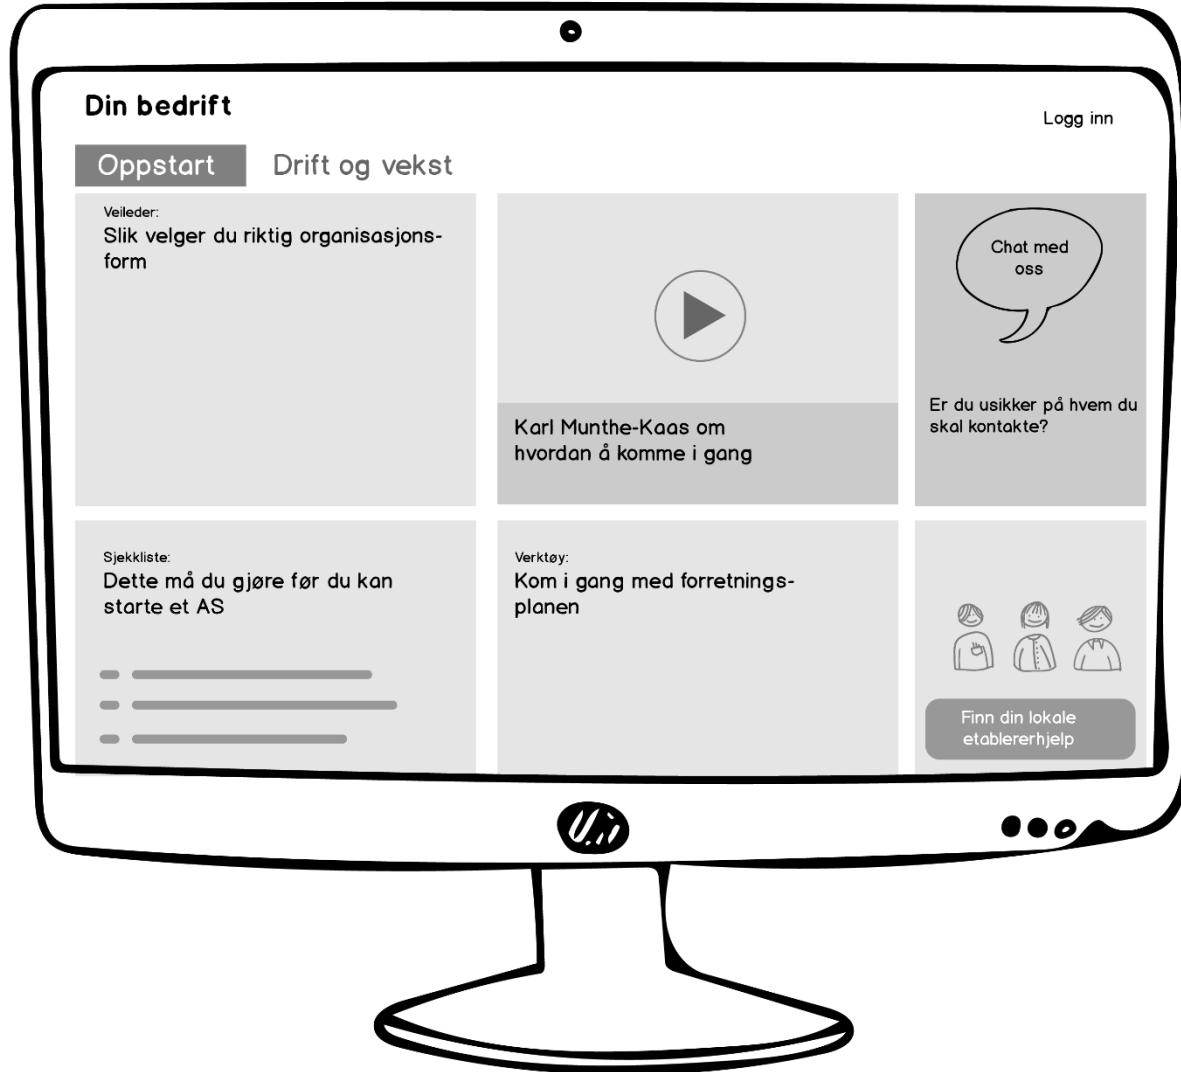 Din bedrift
Logg inn
Oppstart
Drift og vekst
Veileder:
Slik velger du riktig organisasjons-
form
Karl Munthe-Kaas om
hvordan å komme i gang
Chat med
oss
Er du usikker på hvem du
skal kontakte?
Sjekkliste:
Dette må du gjøre før du kan
starte et AS
Verktøy:
Kom i gang med forretnings-
planen
Finn din lokale
etablererhjelp